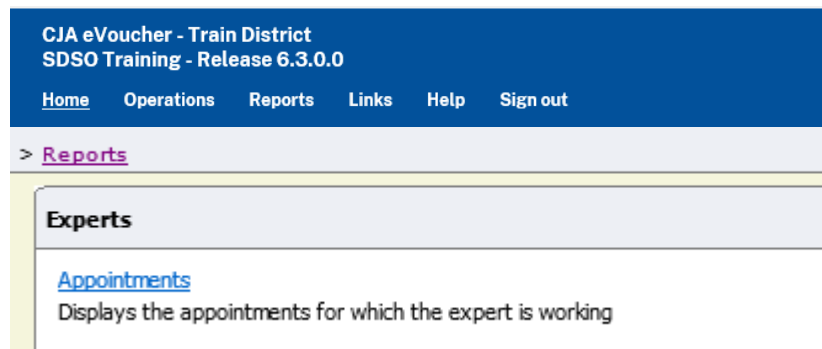 CJA eVoucher - Train District
SDSO Training - Release 6.3.0.0
Home Operations Reports Links Help Sign out
> Reports
Experts
Appointments
Displays the appointments for which the expert is working